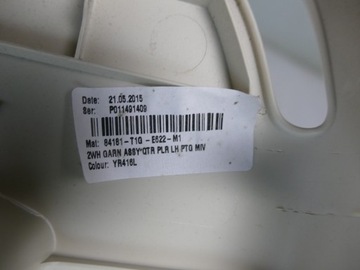 Date: 21.05.2015
Ser: P011491409
Mat: 84181-T1G -E522-M1
2WH GARN ASSY*QTR PLR LH PTG MIV
Colour: YR416L